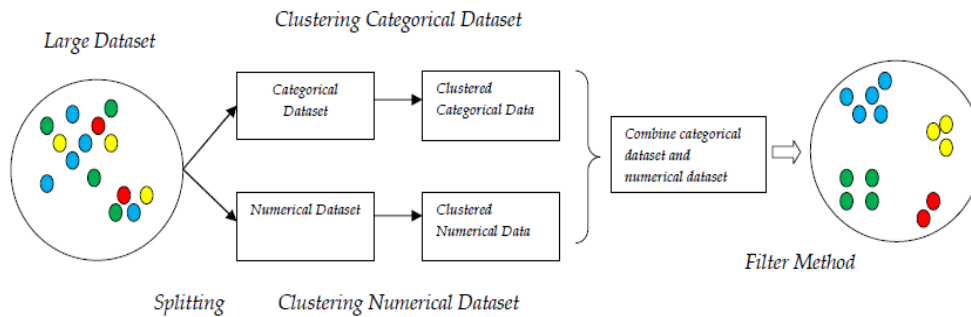 Clustering Categorical Dataset
Large Dataset
Categorical
Dataset
Clustered
Categorical Data
Combine categorical
dataset and
numerical dataset
Numerical Dataset
Clustered
Numerical Data
Filter Method
Splitting
Clustering Numerical Dataset